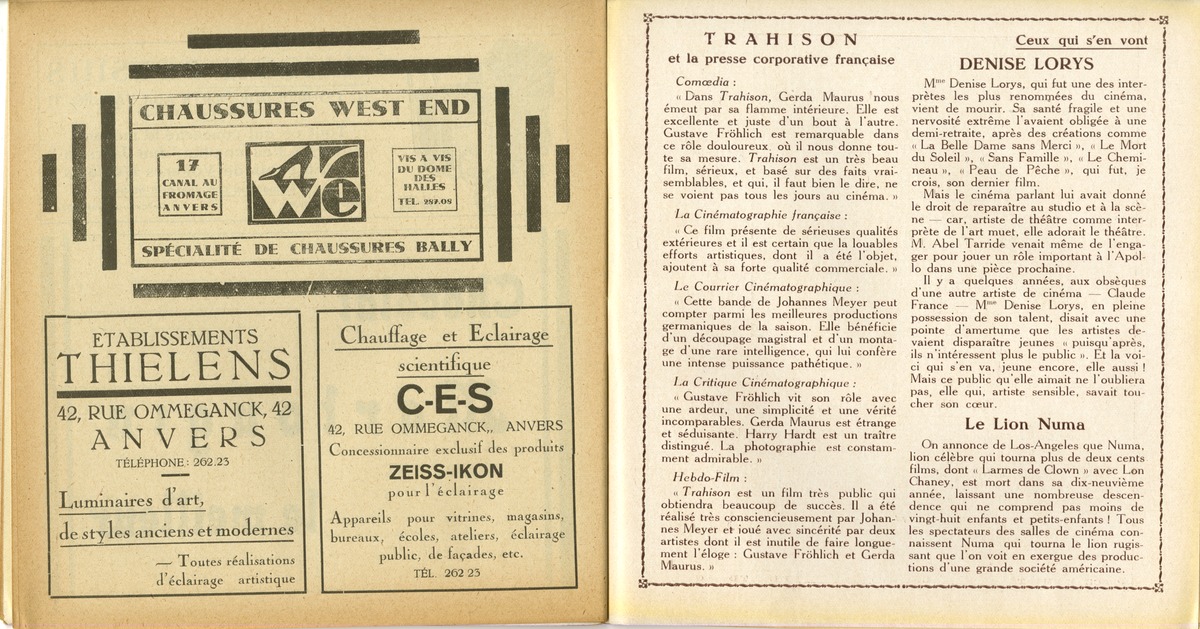 CHAUSSURES WEST END
17
CANAL AU
FROMAGE
ANVERS
We
VIS A VIS
DU DOME
DES
HALLES
TEL. 287.08
SPÉCIALITÉ DE CHAUSSURES BALLY
ETABLISSEMENTS
THIELENS
42, RUE OMMEGANCK, 42
ANVERS
TÉLÉPHONE: 262.23
Luminaires d'art,
de styles anciens et modernes
— Toutes réalisations
d'éclairage artistique
Chauffage et Eclairage
scientifique
C-E-S
42, RUE OMMEGANCK,, ANVERS
Concessionnaire exclusif des produits
ZEISS-IKON
pour l'éclairage
Appareils pour vitrines, magasins,
bureaux, écoles, ateliers, éclairage
public, de façades, etc.
TÉL. 262 23
TRAHISON
et la presse corporative française
Comœdia :
« Dans Trahison, Gerda Maurus nous
émeut par sa flamme intérieure. Elle est
excellente et juste d'un bout à l'autre.
Gustave Fröhlich est remarquable dans
ce rôle douloureux où il nous donne tou-
te sa mesure. Trahison est un très beau
film, sérieux, et basé sur des faits vrai-
semblables, et qui, il faut bien le dire, ne
se voient pas tous les jours au cinéma. »
La Cinématographie française :
« Ce film présente de sérieuses qualités
extérieures et il est certain que la louables
efforts artistiques, dont il a été l'objet,
ajoutent à sa forte qualité commerciale. »
Le Courrier Cinématographique :
« Cette bande de Johannes Meyer peut
compter parmi les meilleures productions
germaniques de la saison. Elle bénéficie
d'un découpage magistral et d'un monta-
ge d'une rare intelligence, qui lui confère
une intense puissance pathétique. »
La Critique Cinématographique :
« Gustave Fröhlich vit son rôle avec
une ardeur, une simplicité et une vérité
incomparables. Gerda Maurus est étrange
et séduisante. Harry Hardt est un traître
distingué. La photographie est constam-
ment admirable. »
Hebdo-Film :
« Trahison est un film très public qui
obtiendra beaucoup de succès. Il a été
réalisé très consciencieusement par Johan-
nes Meyer et joué avec sincérité par deux
artistes dont il est inutile de faire longue-
ment l'éloge : Gustave Fröhlich et Gerda
Maurus. »
Ceux qui s'en vont
DENISE LORYS
Mme Denise Lorys, qui fut une des inter-
prètes les plus renommées du cinéma,
vient de mourir. Sa santé fragile et une
nervosité extrême l'avaient obligée à une
demi-retraite, après des créations comme
« La Belle Dame sans Merci », « Le Mort
du Soleil », « Sans Famille », « Le Chemi-
neau », « Peau de Pêche », qui fut, je
crois, son dernier film.
Mais le cinéma parlant lui avait donné
le droit de reparaître au studio et à la scè-
ne — car, artiste de théâtre comme inter-
prète de l'art muet, elle adorait le théâtre.
M. Abel Tarride venait même de l'enga-
ger pour jouer un rôle important à l'Apol-
lo dans une pièce prochaine.
Il y a quelques années, aux obsèques
d'une autre artiste de cinéma — Claude
France — Mme Denise Lorys, en pleine
possession de son talent, disait avec une
pointe d'amertume que les artistes de-
vaient disparaître jeunes « puisqu'après,
ils n'intéressent plus le public ». Et la voi-
ci qui s'en va, jeune encore, elle aussi !
Mais ce public qu'elle aimait ne l'oubliera
pas, elle qui, artiste sensible, savait tou-
cher son cœur.
Le Lion Numa
On annonce de Los-Angeles que Numa,
lion célèbre qui tourna plus de deux cents
films, dont « Larmes de Clown » avec Lon
Chaney, est mort dans sa dix-neuvième
année, laissant une nombreuse descen-
dence qui ne comprend pas moins de
vingt-huit enfants et petits-enfants ! Tous
les spectateurs des salles de cinéma con-
naissent Numa qui tourna le lion rugis-
sant que l'on voit en exergue des produc-
tions d'une grande société américaine.